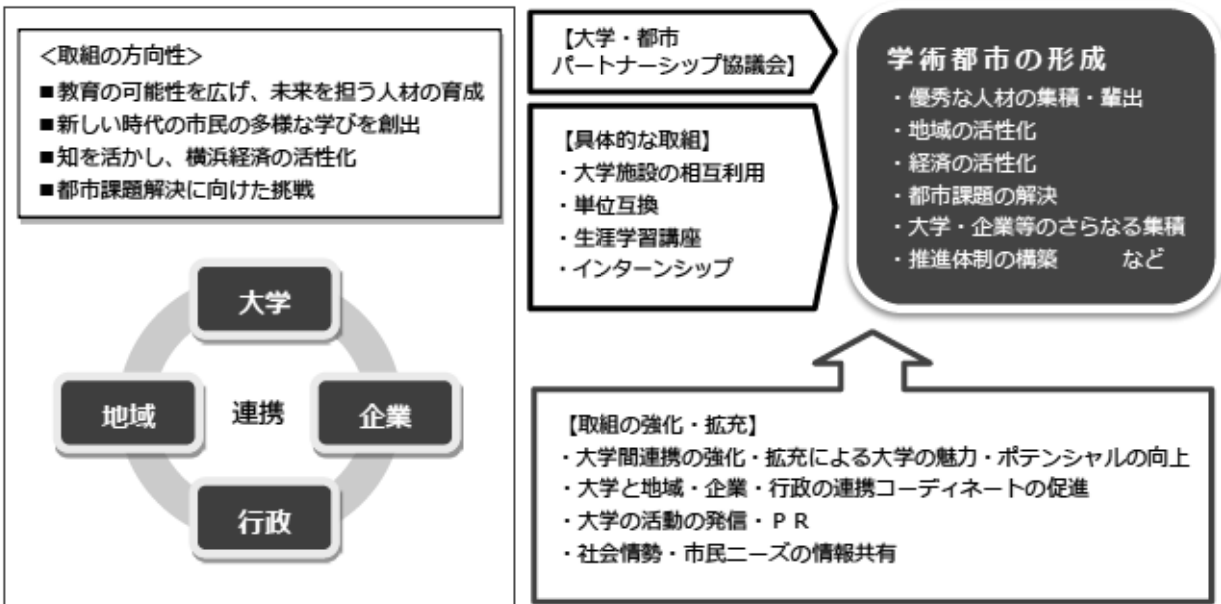 ＜取組の方向性＞
■教育の可能性を広げ、未来を担う人材の育成
■新しい時代の市民の多様な学びを創出
■知を活かし、横浜経済の活性化
■都市課題解決に向けた挑戦
大学
地域
連携
企業
行政
【大学・都市
パートナーシップ協議会】
【具体的な取組】
・大学施設の相互利用
・単位互換
・生涯学習講座
・インターンシップ
学術都市の形成
・優秀な人材の集積・輩出
・地域の活性化
・経済の活性化
・都市課題の解決
・大学・企業等のさらなる集積
・推進体制の構築　　　など
【取組の強化・拡充】
・大学間連携の強化・拡充による大学の魅力・ポテンシャルの向上
・大学と地域・企業・行政の連携コーディネートの促進
・大学の活動の発信・ＰＲ
・社会情勢・市民ニーズの情報共有